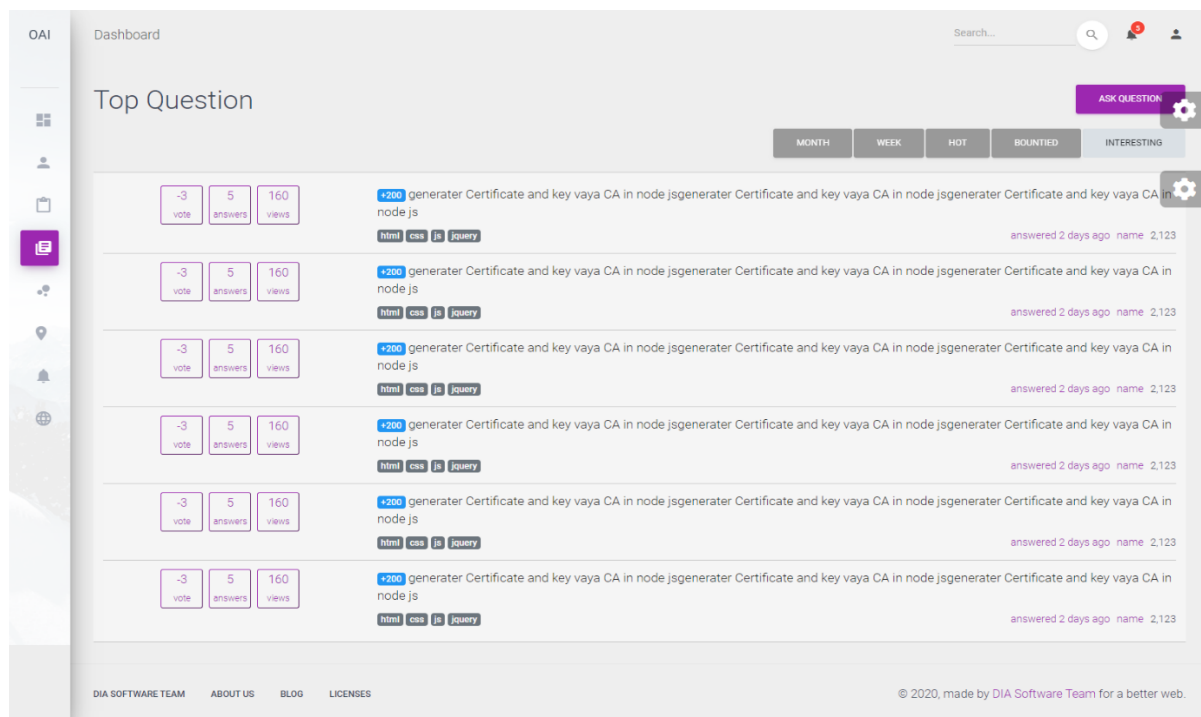 OAI
Dashboard
Search...
5
Top Question
ASK QUESTION
MONTH WEEK HOT BOUNTIED INTERESTING
-3 5 160
vote answers views
+200 generater Certificate and key vaya CA in node jsgenerater Certificate and key vaya CA in node jsgenerater Certificate and key vaya CA in
node js
html css js jquery
answered 2 days ago name 2,123
-3 5 160
vote answers views
+200 generater Certificate and key vaya CA in node jsgenerater Certificate and key vaya CA in node jsgenerater Certificate and key vaya CA in
node js
html css js jquery
answered 2 days ago name 2,123
-3 5 160
vote answers views
+200 generater Certificate and key vaya CA in node jsgenerater Certificate and key vaya CA in node jsgenerater Certificate and key vaya CA in
node js
html css js jquery
answered 2 days ago name 2,123
-3 5 160
vote answers views
+200 generater Certificate and key vaya CA in node jsgenerater Certificate and key vaya CA in node jsgenerater Certificate and key vaya CA in
node js
html css js jquery
answered 2 days ago name 2,123
-3 5 160
vote answers views
+200 generater Certificate and key vaya CA in node jsgenerater Certificate and key vaya CA in node jsgenerater Certificate and key vaya CA in
node js
html css js jquery
answered 2 days ago name 2,123
-3 5 160
vote answers views
+200 generater Certificate and key vaya CA in node jsgenerater Certificate and key vaya CA in node jsgenerater Certificate and key vaya CA in
node js
html css js jquery
answered 2 days ago name 2,123
DIA SOFTWARE TEAM ABOUT US BLOG LICENSES
© 2020, made by DIA Software Team for a better web.